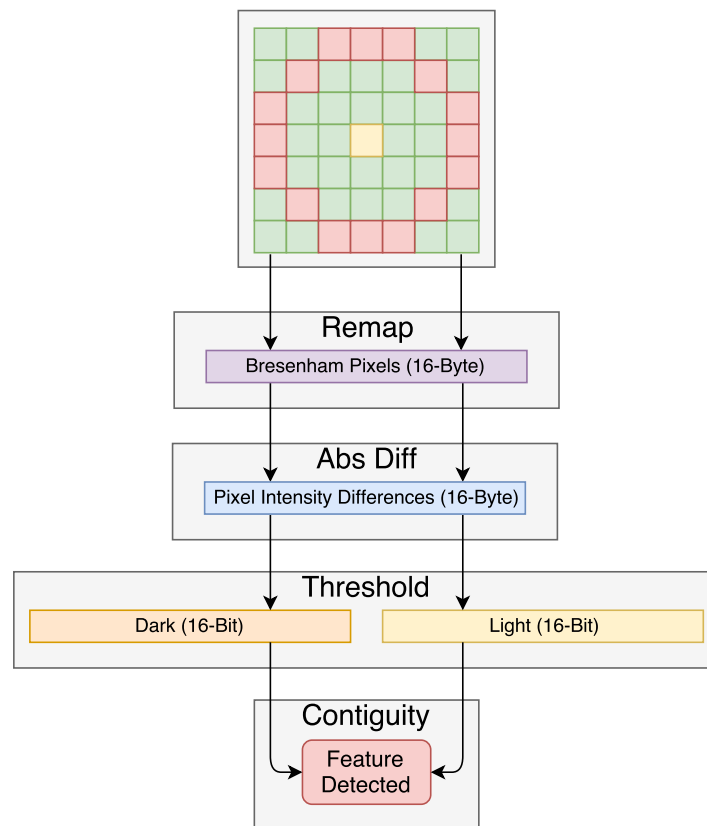 Remap
Bresenham Pixels (16-Byte)
Abs Diff
Pixel Intensity Differences (16-Byte)
Threshold
Dark (16-Bit)
Light (16-Bit)
Contiguity
Feature
Detected